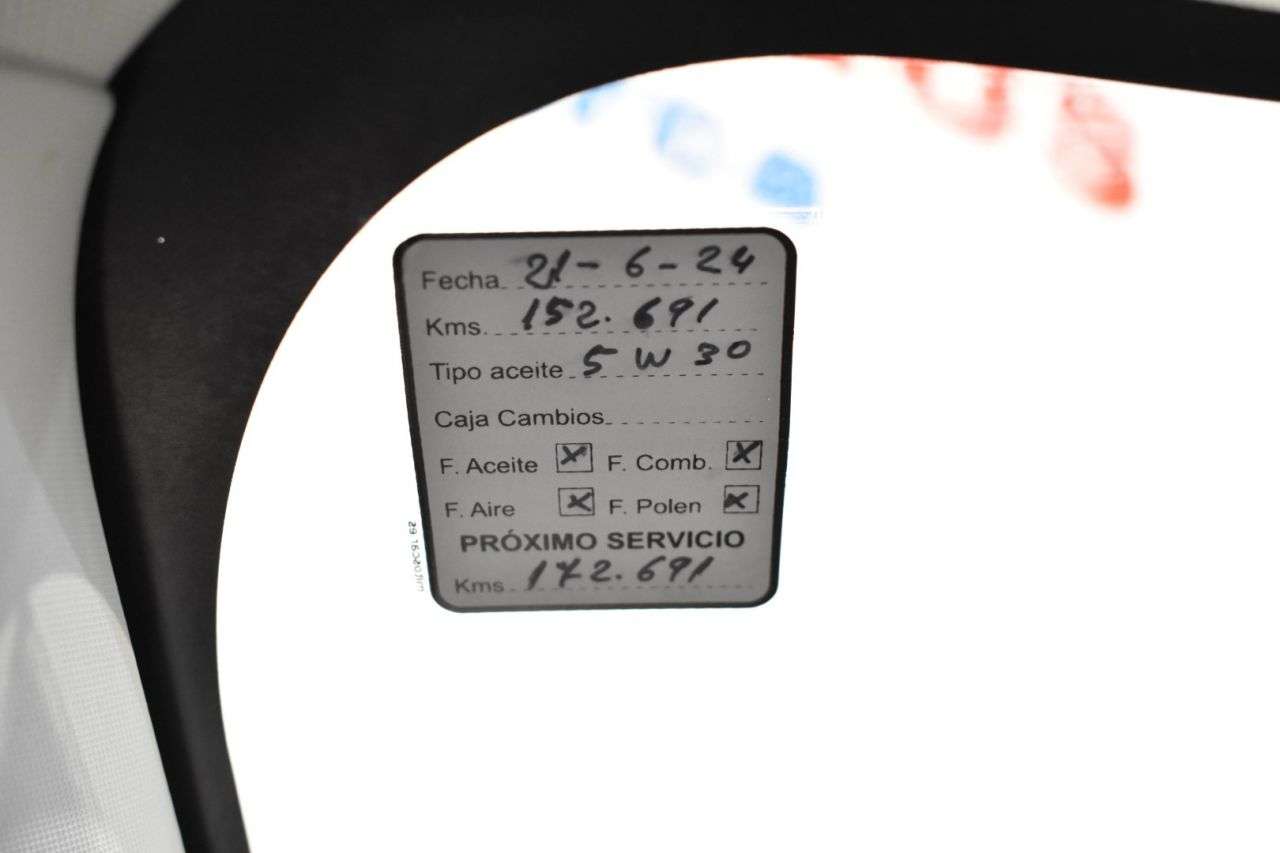 Fecha 21-6-24
Kms. 152.691
Tipo aceite 5 W 30
Caja Cambios
F. Aceite X F. Comb. X
F. Aire X F. Polen X
PRÓXIMO SERVICIO
Kms 172.691